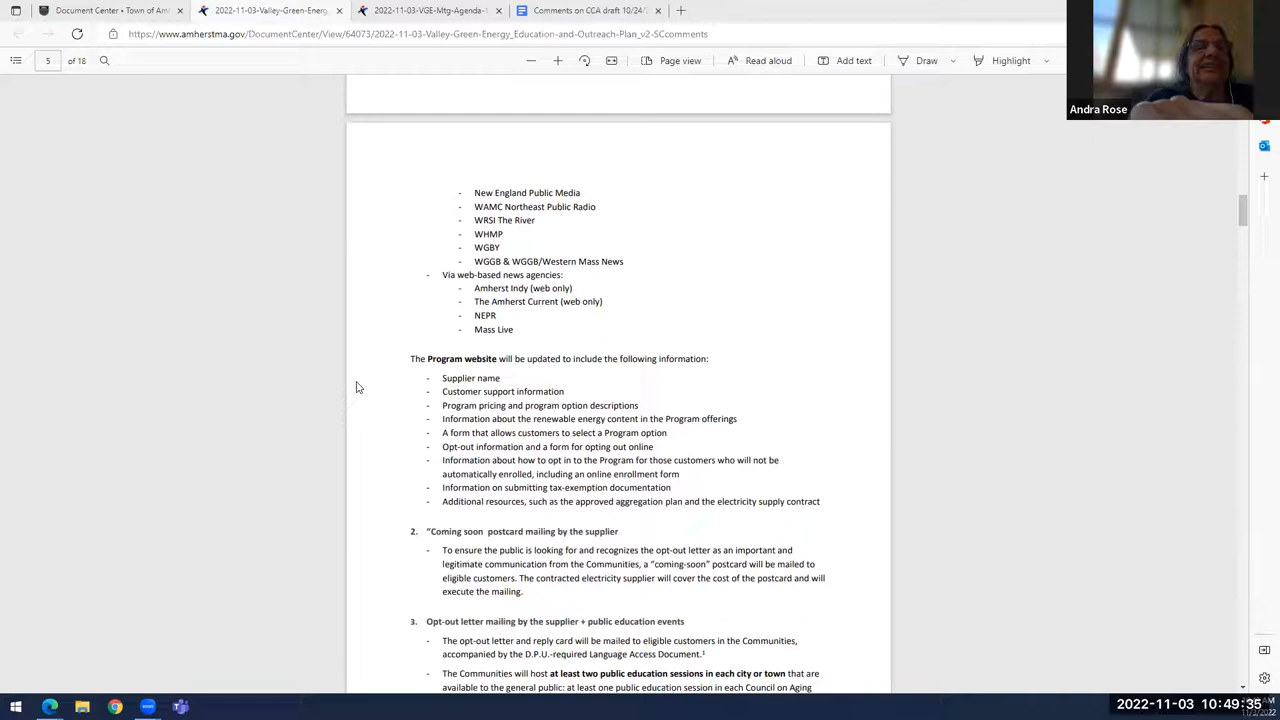 Document Center • Town of Am
2022-11-03-Valley-Green-Energ
2022-11-03-VGE-Mtg-Agenda
Comments on CCA draft 10/24/
https://www.amherstma.gov/DocumentCenter/View/64073/2022-11-03-Valley-Green-Energy_Education-and-Outreach-Plan_v2-SCcomments
5 of 18
Page view
Read aloud
Add text
Draw
Highlight
Andra Rose
- New England Public Media
- WAMC Northeast Public Radio
- WRSI The River
- WHMP
- WGBY
- WGGB & WGGB/Western Mass News
- Via web-based news agencies:
- Amherst Indy (web only)
- The Amherst Current (web only)
- NEPR
- Mass Live
The Program website will be updated to include the following information:
- Supplier name
- Customer support information
- Program pricing and program option descriptions
- Information about the renewable energy content in the Program offerings
- A form that allows customers to select a Program option
- Opt-out information and a form for opting out online
- Information about how to opt in to the Program for those customers who will not be
automatically enrolled, including an online enrollment form
- Information on submitting tax-exemption documentation
- Additional resources, such as the approved aggregation plan and the electricity supply contract
2. "Coming soon postcard mailing by the supplier
- To ensure the public is looking for and recognizes the opt-out letter as an important and
legitimate communication from the Communities, a "coming-soon" postcard will be mailed to
eligible customers. The contracted electricity supplier will cover the cost of the postcard and will
execute the mailing.
3. Opt-out letter mailing by the supplier + public education events
- The opt-out letter and reply card will be mailed to eligible customers in the Communities,
accompanied by the D.P.U.-required Language Access Document.¹
- The Communities will host at least two public education sessions in each city or town that are
available to the general public: at least one public education session in each Council on Aging
2022-11-03 10:49:35